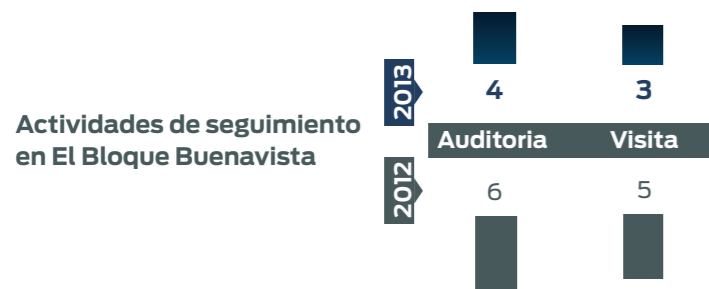 Actividades de seguimiento
en El Bloque Buenavista
2013
4 3
Auditoria Visita
2012
6 5